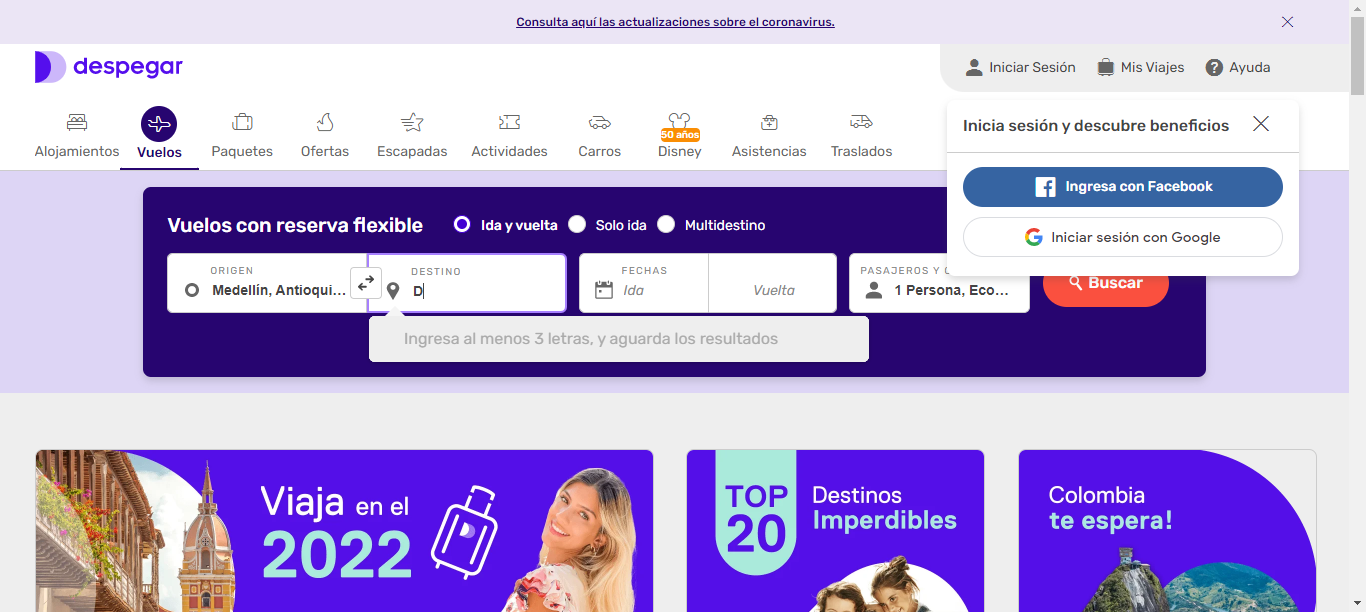 Consulta aquí las actualizaciones sobre el coronavirus.
despegar
Iniciar Sesión
Mis Viajes
Ayuda
Alojamientos
Vuelos
Paquetes
Ofertas
Escapadas
Actividades
Carros
50 años
Disney
Asistencias
Traslados
Inicia sesión y descubre beneficios
Ingresa con Facebook
Iniciar sesión con Google
Vuelos con reserva flexible
Ida y vuelta
Solo ida
Multidestino
ORIGEN
Medellín, Antioqui...
DESTINO
D
FECHAS
Ida
Vuelta
PASAJEROS Y
1 Persona, Eco...
Buscar
Ingresa al menos 3 letras, y aguarda los resultados
Viaja en el
2022
TOP
20
Destinos
Imperdibles
Colombia
te espera!